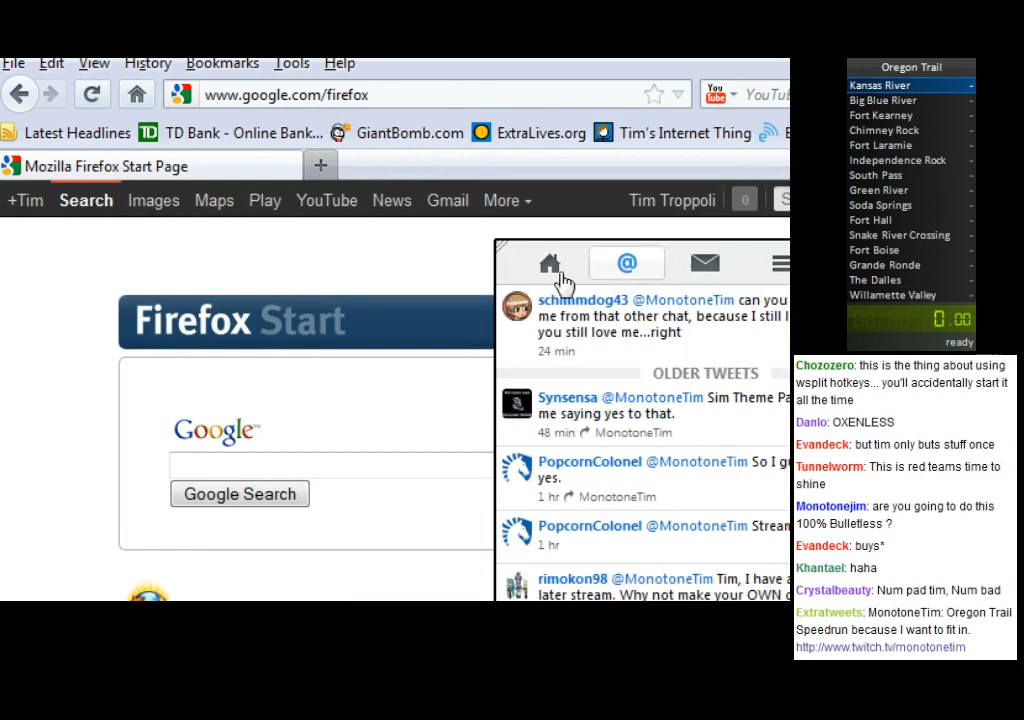 File Edit View History Bookmarks Tools Help
www.google.com/firefox
You Tube YouTu
Latest Headlines TD TD Bank - Online Bank... GiantBomb.com ExtraLives.org Tim's Internet Thing
Mozilla Firefox Start Page
+Tim Search Images Maps Play YouTube News Gmail More Tim Troppoli 0 S
Firefox Start
Google™
Google Search
@
schimmdog43 @MonotoneTim can you
me from that other chat, because I still l
you still love me...right
24 min
OLDER TWEETS
Synsensa @MonotoneTim Sim Theme Pa
me saying yes to that.
48 min MonotoneTim
PopcornColonel @MonotoneTim So I gu
yes.
1 hr MonotoneTim
PopcornColonel @MonotoneTim Stream
1 hr
rimokon98 @MonotoneTim Tim, I have a
later stream. Why not make your OWN
Oregon Trail
Kansas River -
Big Blue River -
Fort Kearney -
Chimney Rock -
Fort Laramie -
Independence Rock -
South Pass -
Green River -
Soda Springs -
Fort Hall -
Snake River Crossing -
Fort Boise -
Grande Ronde -
The Dalles -
Willamette Valley -
0.00
ready
Chozozero: this is the thing about using
wsplit hotkeys... you'll accidentally start it
all the time
Danlo: OXENLESS
Evandeck: but tim only buts stuff once
Tunnelworm: This is red teams time to
shine
Monotonejim: are you going to do this
100% Bulletless ?
Evandeck: buys*
Khantael: haha
Crystalbeauty: Num pad tim, Num bad
Extratweets: MonotoneTim: Oregon Trail
Speedrun because I want to fit in.
http://www.twitch.tv/monotonetim